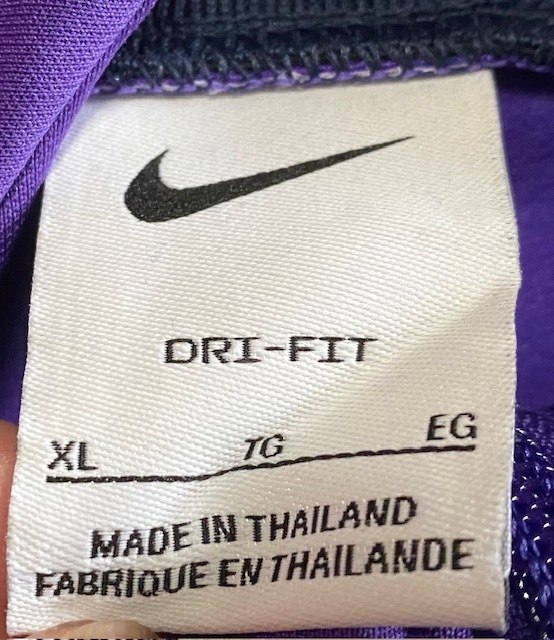 DRI-FIT
XL TG EG
MADE IN THAILAND
FABRIQUE EN THAILANDE